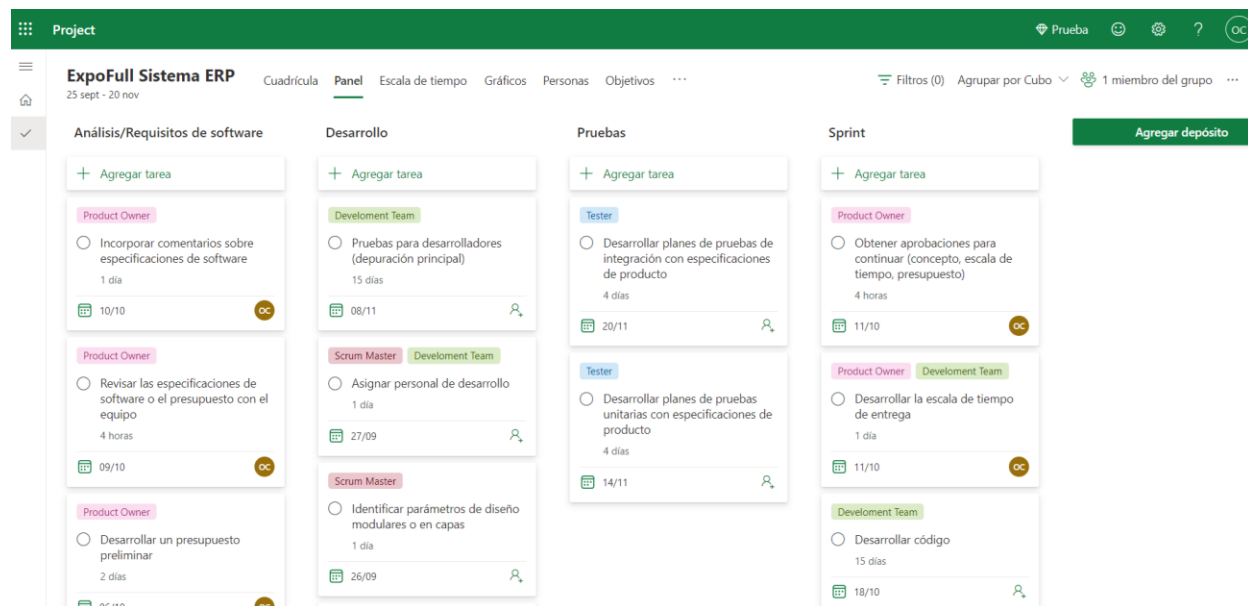 Project
Prueba
?
OC
ExpoFull Sistema ERP
25 sept - 20 nov
Cuadrícula
Panel
Escala de tiempo
Gráficos
Personas
Objetivos
...
Filtros (0)
Agrupar por Cubo
1 miembro del grupo
...
Análisis/Requisitos de software
+ Agregar tarea
Product Owner
Incorporar comentarios sobre
especificaciones de software
1 día
10/10
OC
Product Owner
Revisar las especificaciones de
software o el presupuesto con el
equipo
4 horas
09/10
OC
Product Owner
Desarrollar un presupuesto
preliminar
2 días
Desarrollo
+ Agregar tarea
Develoment Team
Pruebas para desarrolladores
(depuración principal)
15 días
08/11
Scrum Master Develoment Team
Asignar personal de desarrollo
1 día
27/09
Scrum Master
Identificar parámetros de diseño
modulares o en capas
1 día
26/09
Pruebas
+ Agregar tarea
Tester
Desarrollar planes de pruebas de
integración con especificaciones
de producto
4 días
20/11
Tester
Desarrollar planes de pruebas
unitarias con especificaciones de
producto
4 días
14/11
Sprint
+ Agregar tarea
Product Owner
Obtener aprobaciones para
continuar (concepto, escala de
tiempo, presupuesto)
4 horas
11/10
OC
Product Owner Develoment Team
Desarrollar la escala de tiempo
de entrega
1 día
11/10
OC
Develoment Team
Desarrollar código
15 días
18/10
Agregar depósito